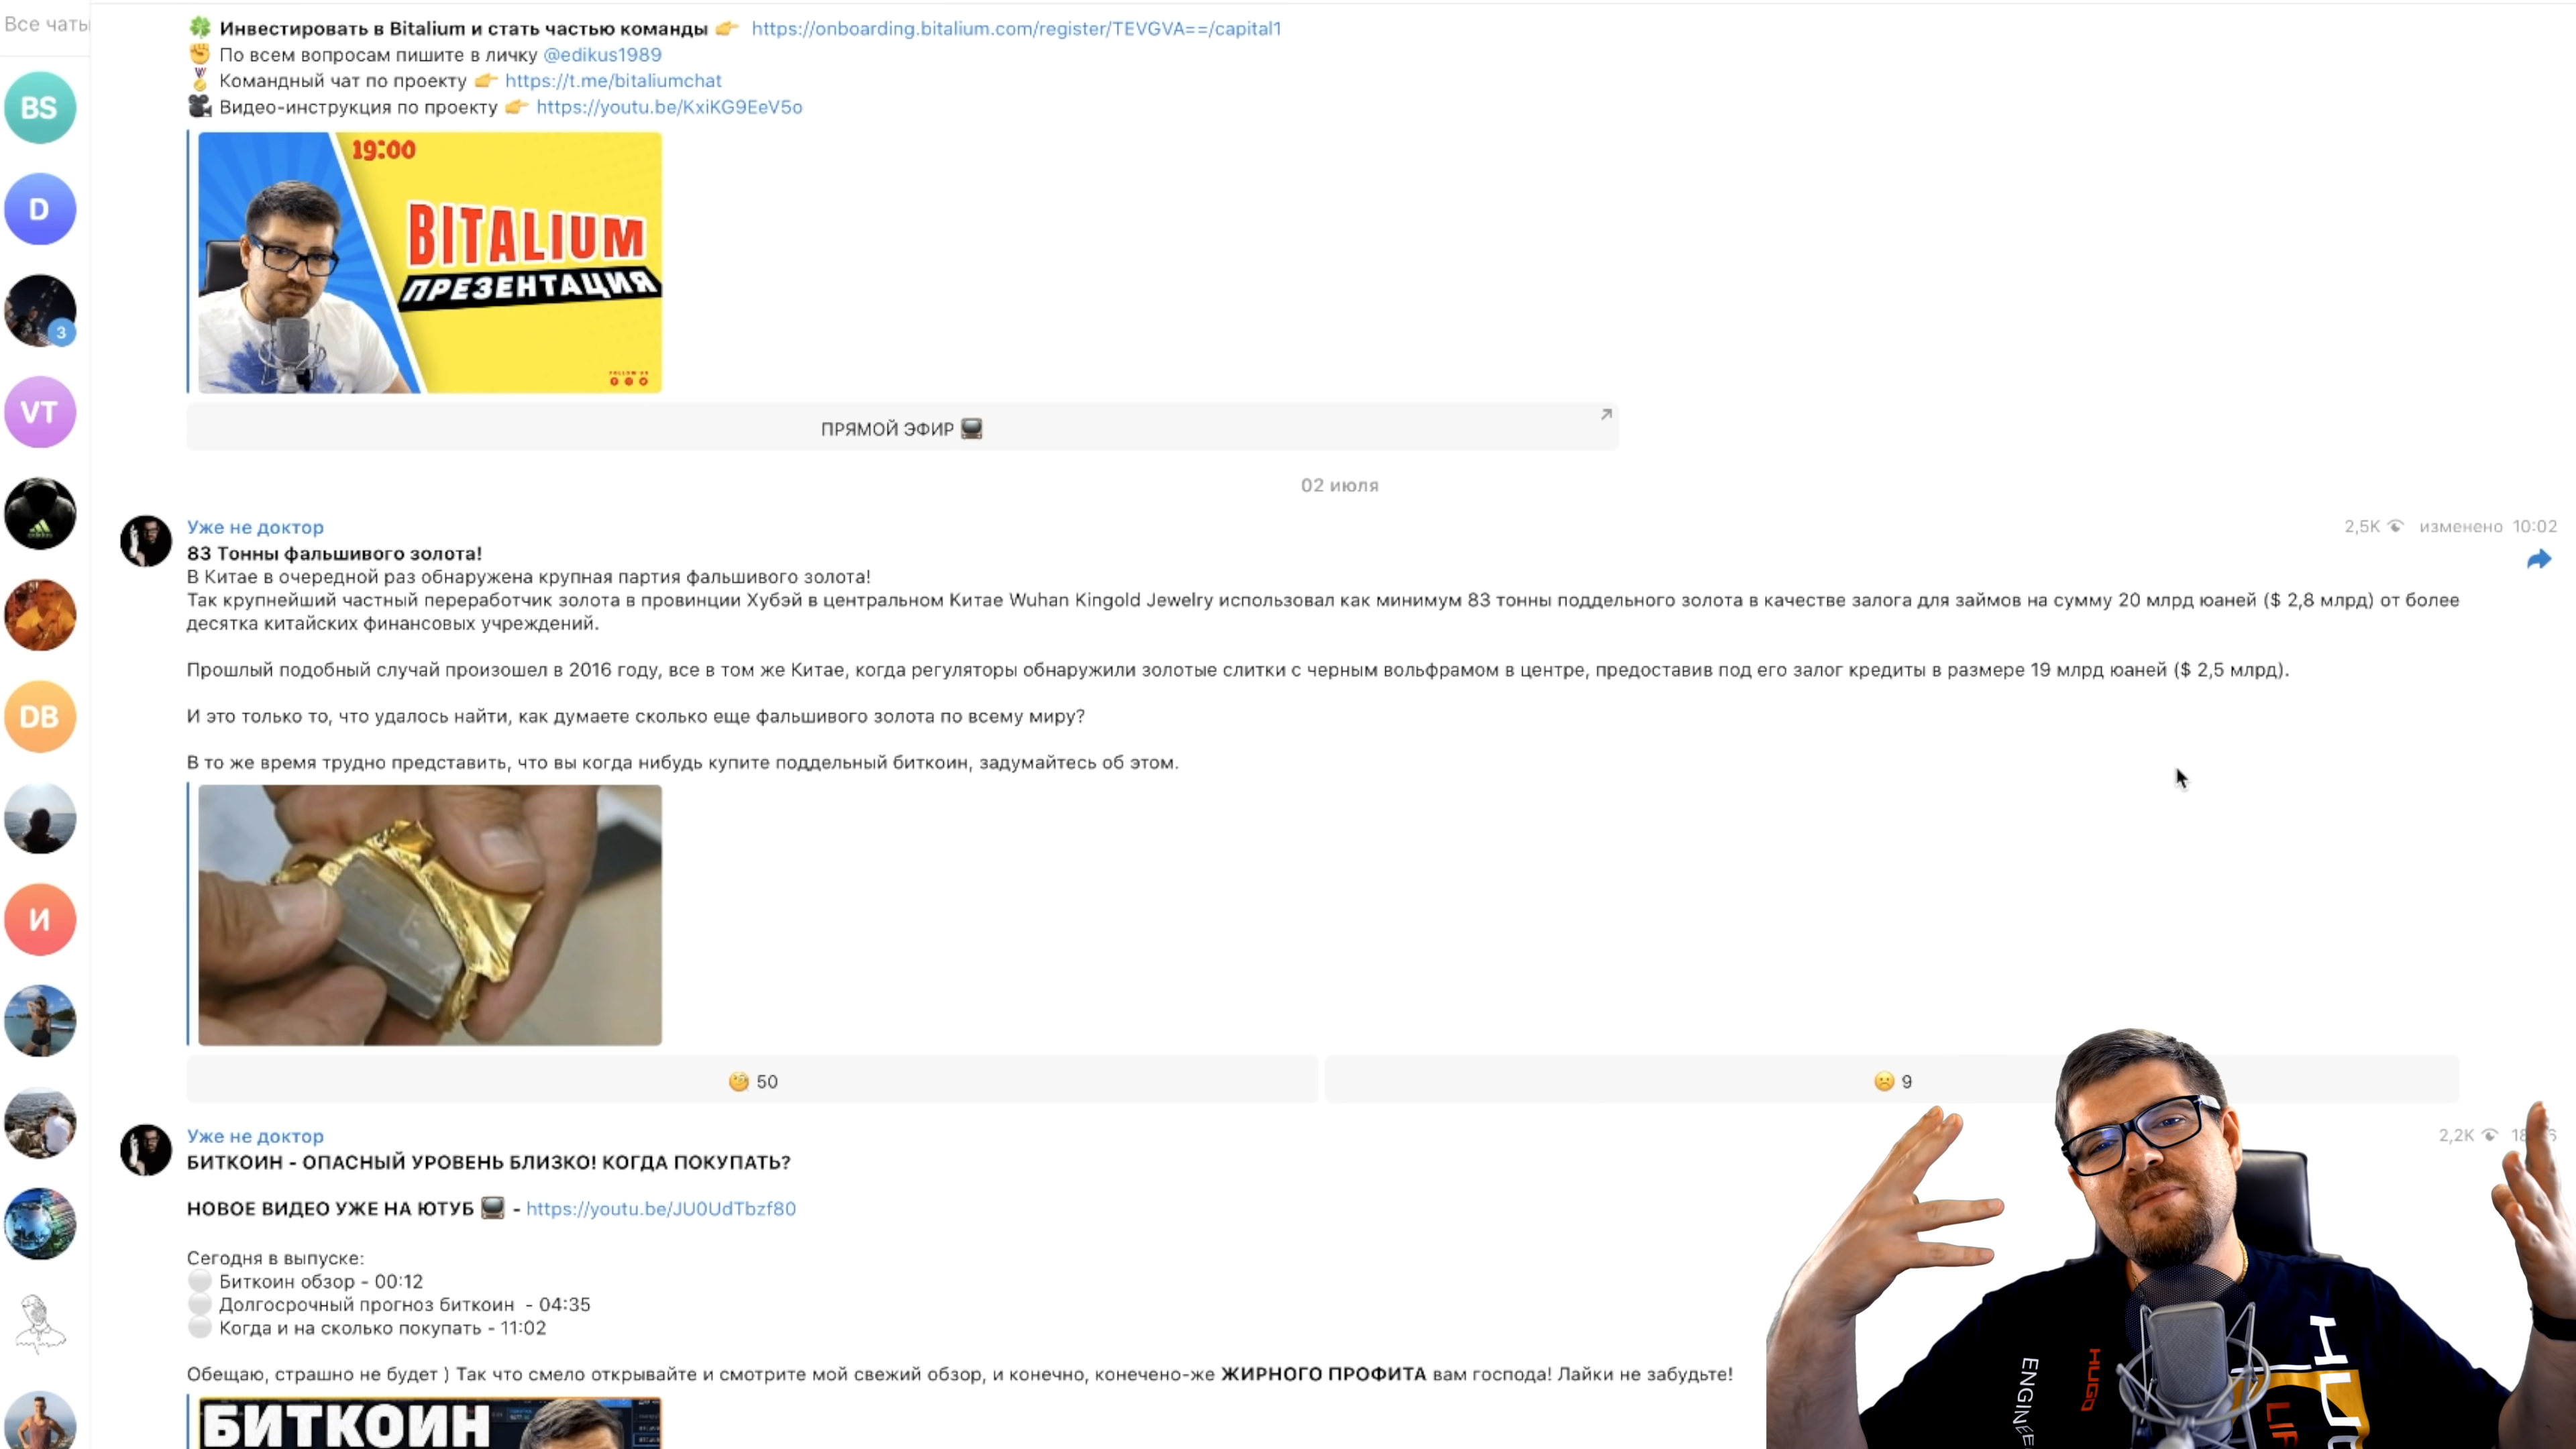 Все чаты
🍀 Инвестировать в Bitalium и стать частью команды 👉 https://onboarding.bitalium.com/register/TEVGVA==/capital1
✊ По всем вопросам пишите в личку @edikus1989
🏅 Командный чат по проекту 👉 https://t.me/bitaliumchat
🎥 Видео-инструкция по проекту 👉 https://youtu.be/KxiKG9EeV5o
BS
D
3
VT
DB
И
19:00
BITALIUM
ПРЕЗЕНТАЦИЯ
FOLLOW US
ПРЯМОЙ ЭФИР 📺
02 июля
Уже не доктор
2,5K изменено 10:02
83 Тонны фальшивого золота!
В Китае в очередной раз обнаружена крупная партия фальшивого золота!
Так крупнейший частный переработчик золота в провинции Хубэй в центральном Китае Wuhan Kingold Jewelry использовал как минимум 83 тонны поддельного золота в качестве залога для займов на сумму 20 млрд юаней ($ 2,8 млрд) от более
десятка китайских финансовых учреждений.
Прошлый подобный случай произошел в 2016 году, все в том же Китае, когда регуляторы обнаружили золотые слитки с черным вольфрамом в центре, предоставив под его залог кредиты в размере 19 млрд юаней ($ 2,5 млрд).
И это только то, что удалось найти, как думаете сколько еще фальшивого золота по всему миру?
В то же время трудно представить, что вы когда нибудь купите поддельный биткоин, задумайтесь об этом.
🧐 50
☹️ 9
Уже не доктор
2,2K
БИТКОИН - ОПАСНЫЙ УРОВЕНЬ БЛИЗКО! КОГДА ПОКУПАТЬ?
НОВОЕ ВИДЕО УЖЕ НА ЮТУБ 📺 - https://youtu.be/JU0UdTbzf80
Сегодня в выпуске:
⚪ Биткоин обзор - 00:12
⚪ Долгосрочный прогноз биткоин - 04:35
⚪ Когда и на сколько покупать - 11:02
Обещаю, страшно не будет ) Так что смело открывайте и смотрите мой свежий обзор, и конечно, конечено-же ЖИРНОГО ПРОФИТА вам господа! Лайки не забудьте!
БИТКОИН
HUGO